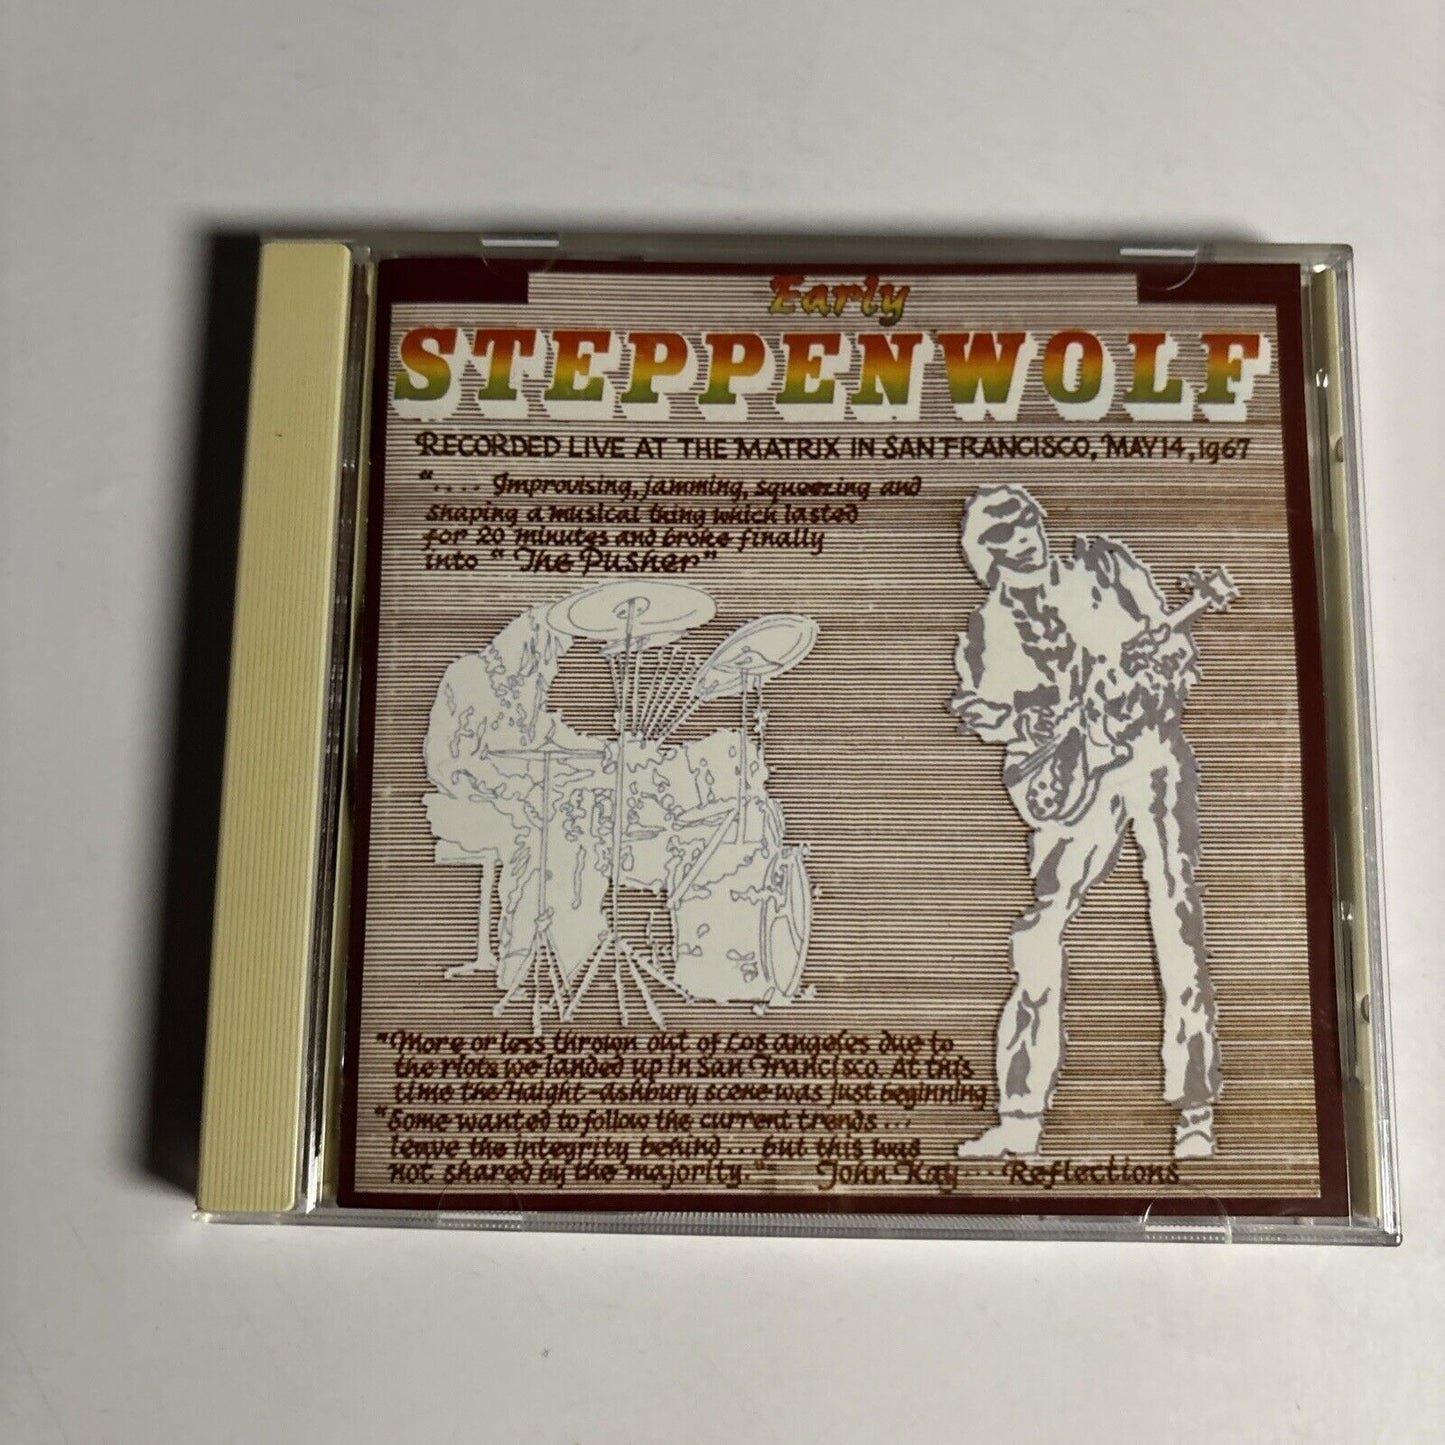 Early
STEPPENWOLF
RECORDED LIVE AT THE MATRIX IN SAN FRANCISCO, MAY 14, 1967
".... Improvising, jamming, squeezing and
shaping a musical thing which lasted
for 20 minutes and broke finally
into "The Pusher"
"More or less thrown out of Los angeles due to
the riots we landed up in San Francisco. At this
time the Haight-ashbury scene was just beginning
"Some wanted to follow the current trends...
leave the integrity behind... but this was
not shared by the majority." John Kay... Reflections